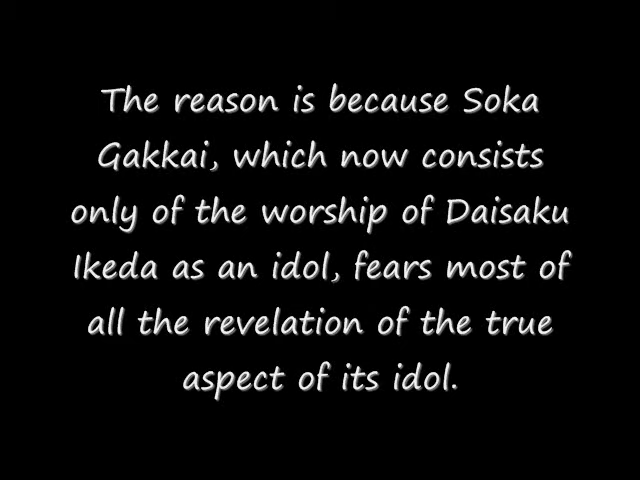 The reason is because Soka
Gakkai, which now consists
only of the worship of Daisaku
Ikeda as an idol, fears most of
all the revelation of the true
aspect of its idol.